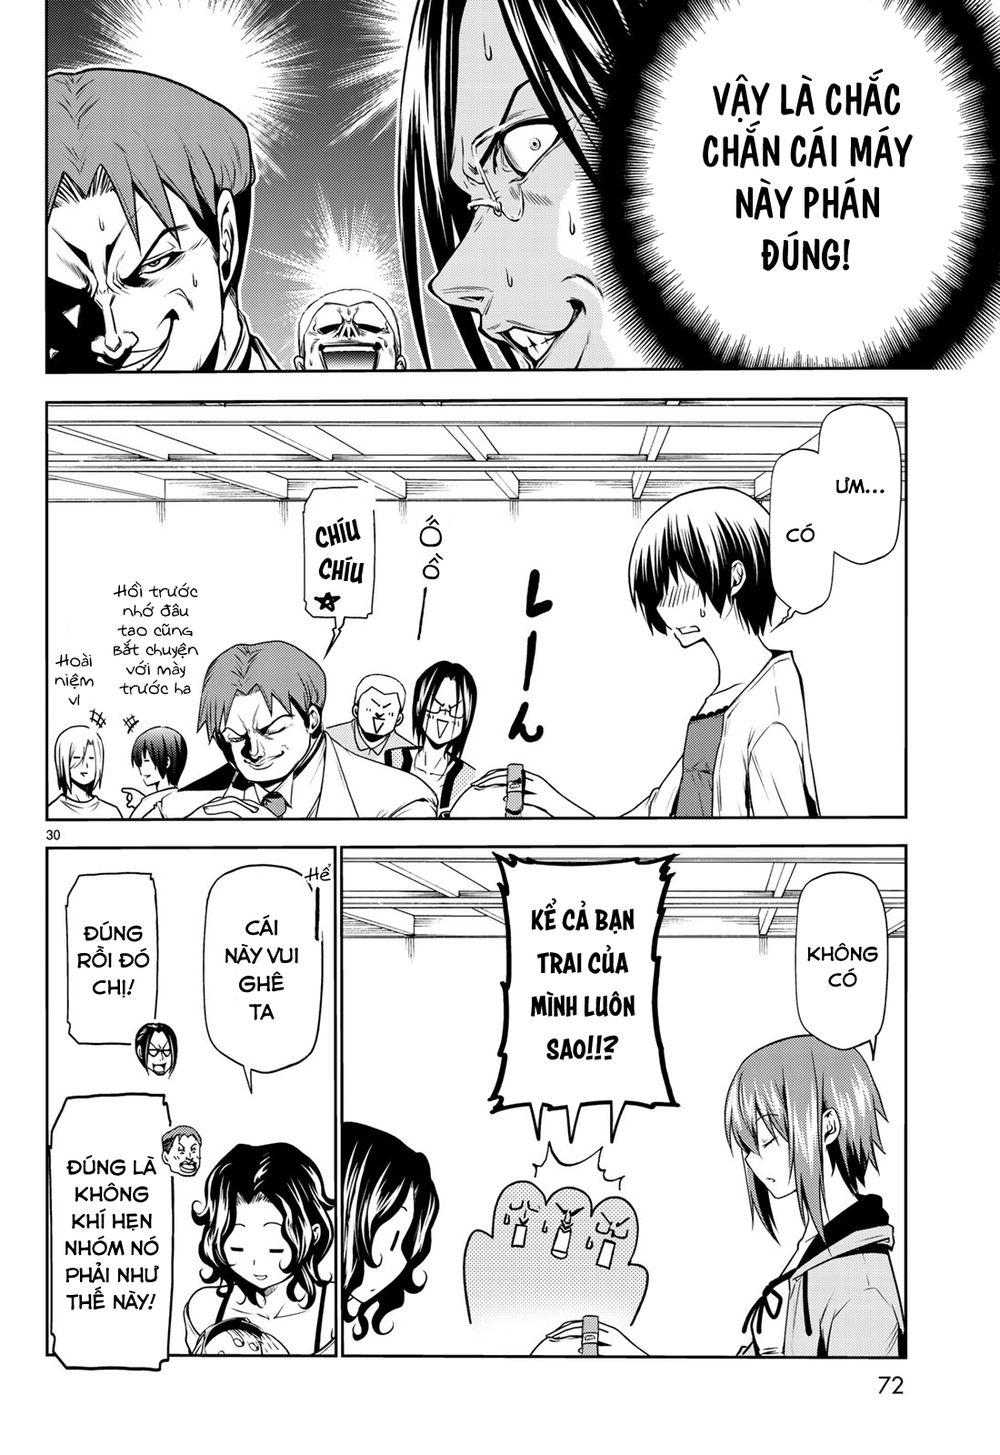 VẬY LÀ CHẮC
CHẮN CÁI MÁY
NÀY PHÁN
ĐÚNG!
ƯM...
CÓ
レーん
Ồ
Ồ
CHÍU
CHÍU
Hồi trước
nhớ đâu
tao cũng
bắt chuyện
với mày
trước ha
Hoài
niệm
vl
30
KHÔNG
CÓ
KỂ CẢ BẠN
TRAI CỦA
MÌNH LUÔN
SAO!!?
Hể
CÁI
NÀY VUI
GHÊ
TA
ĐÚNG
RỒI ĐÓ
CHỊ!
ĐÚNG LÀ
KHÔNG
KHÍ HẸN
NHÓM NÓ
PHẢI NHƯ
THẾ NÀY!
72